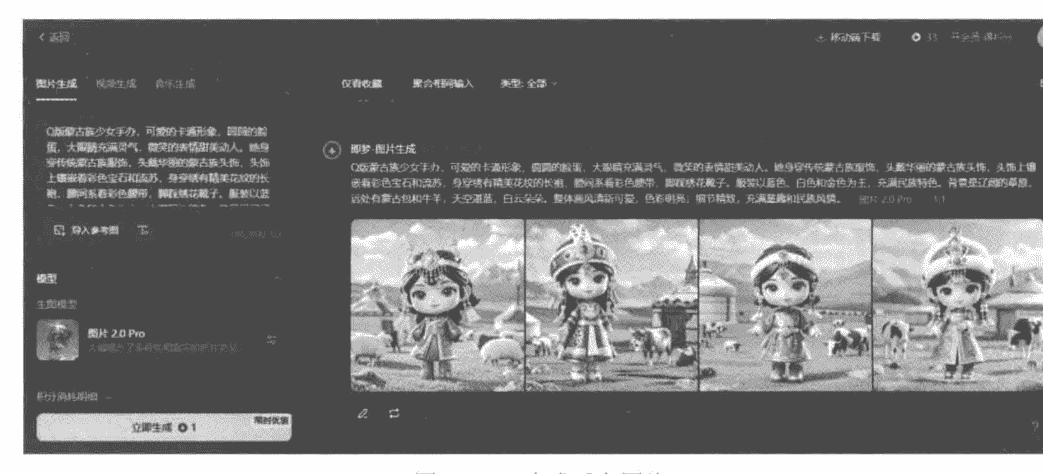 返回
移动端下载
33
图片生成 视频生成 音乐生成
仅看收藏 聚合相同输入 类型: 全部
Q版蒙古族少女手办，可爱的卡通形象，圆圆的脸
蛋，大眼睛充满灵气，微笑的表情甜美动人。她身
穿传统蒙古族服饰，头戴华丽的蒙古族头饰，头饰
上镶嵌着彩色宝石和流苏，身穿绣有精美花纹的长
袍，腰间系着彩色腰带，脚踩绣花靴子，服装以蓝
导入参考图
即梦·图片生成
Q版蒙古族少女手办，可爱的卡通形象，圆圆的脸蛋，大眼睛充满灵气，微笑的表情甜美动人。她身穿传统蒙古族服饰，头戴华丽的蒙古族头饰，头饰上镶
嵌着彩色宝石和流苏，身穿绣有精美花纹的长袍，腰间系着彩色腰带，脚踩绣花靴子，服装以蓝色、白色和金色为主，充满民族特色，背景是辽阔的草原，
远处有蒙古包和牛羊，天空湛蓝，白云朵朵。整体画风清新可爱，色彩明亮，细节精致，充满童趣和民族风情。 图片 2.0 Pro 1:1
模型
生图模型
图片 2.0 Pro
积分消耗明细
立即生成 1
限时优惠